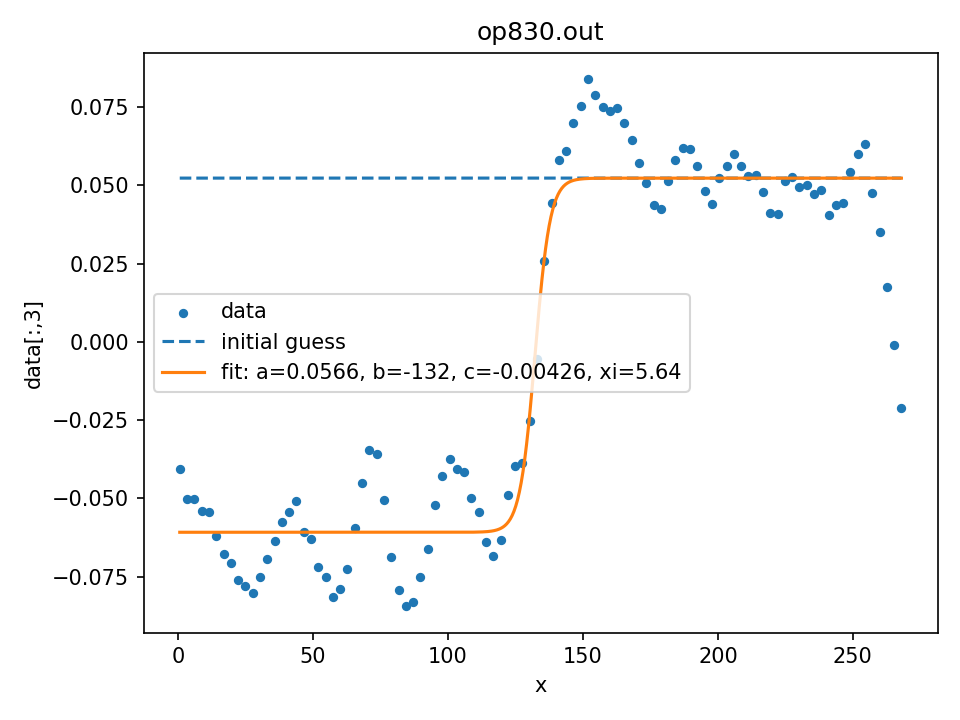 op830.out
0.075
0.050
0.025
0.000
−0.025
−0.050
−0.075
data[:,3]
data
initial guess
fit: a=0.0566, b=-132, c=-0.00426, xi=5.64
0 50 100 150 200 250
x